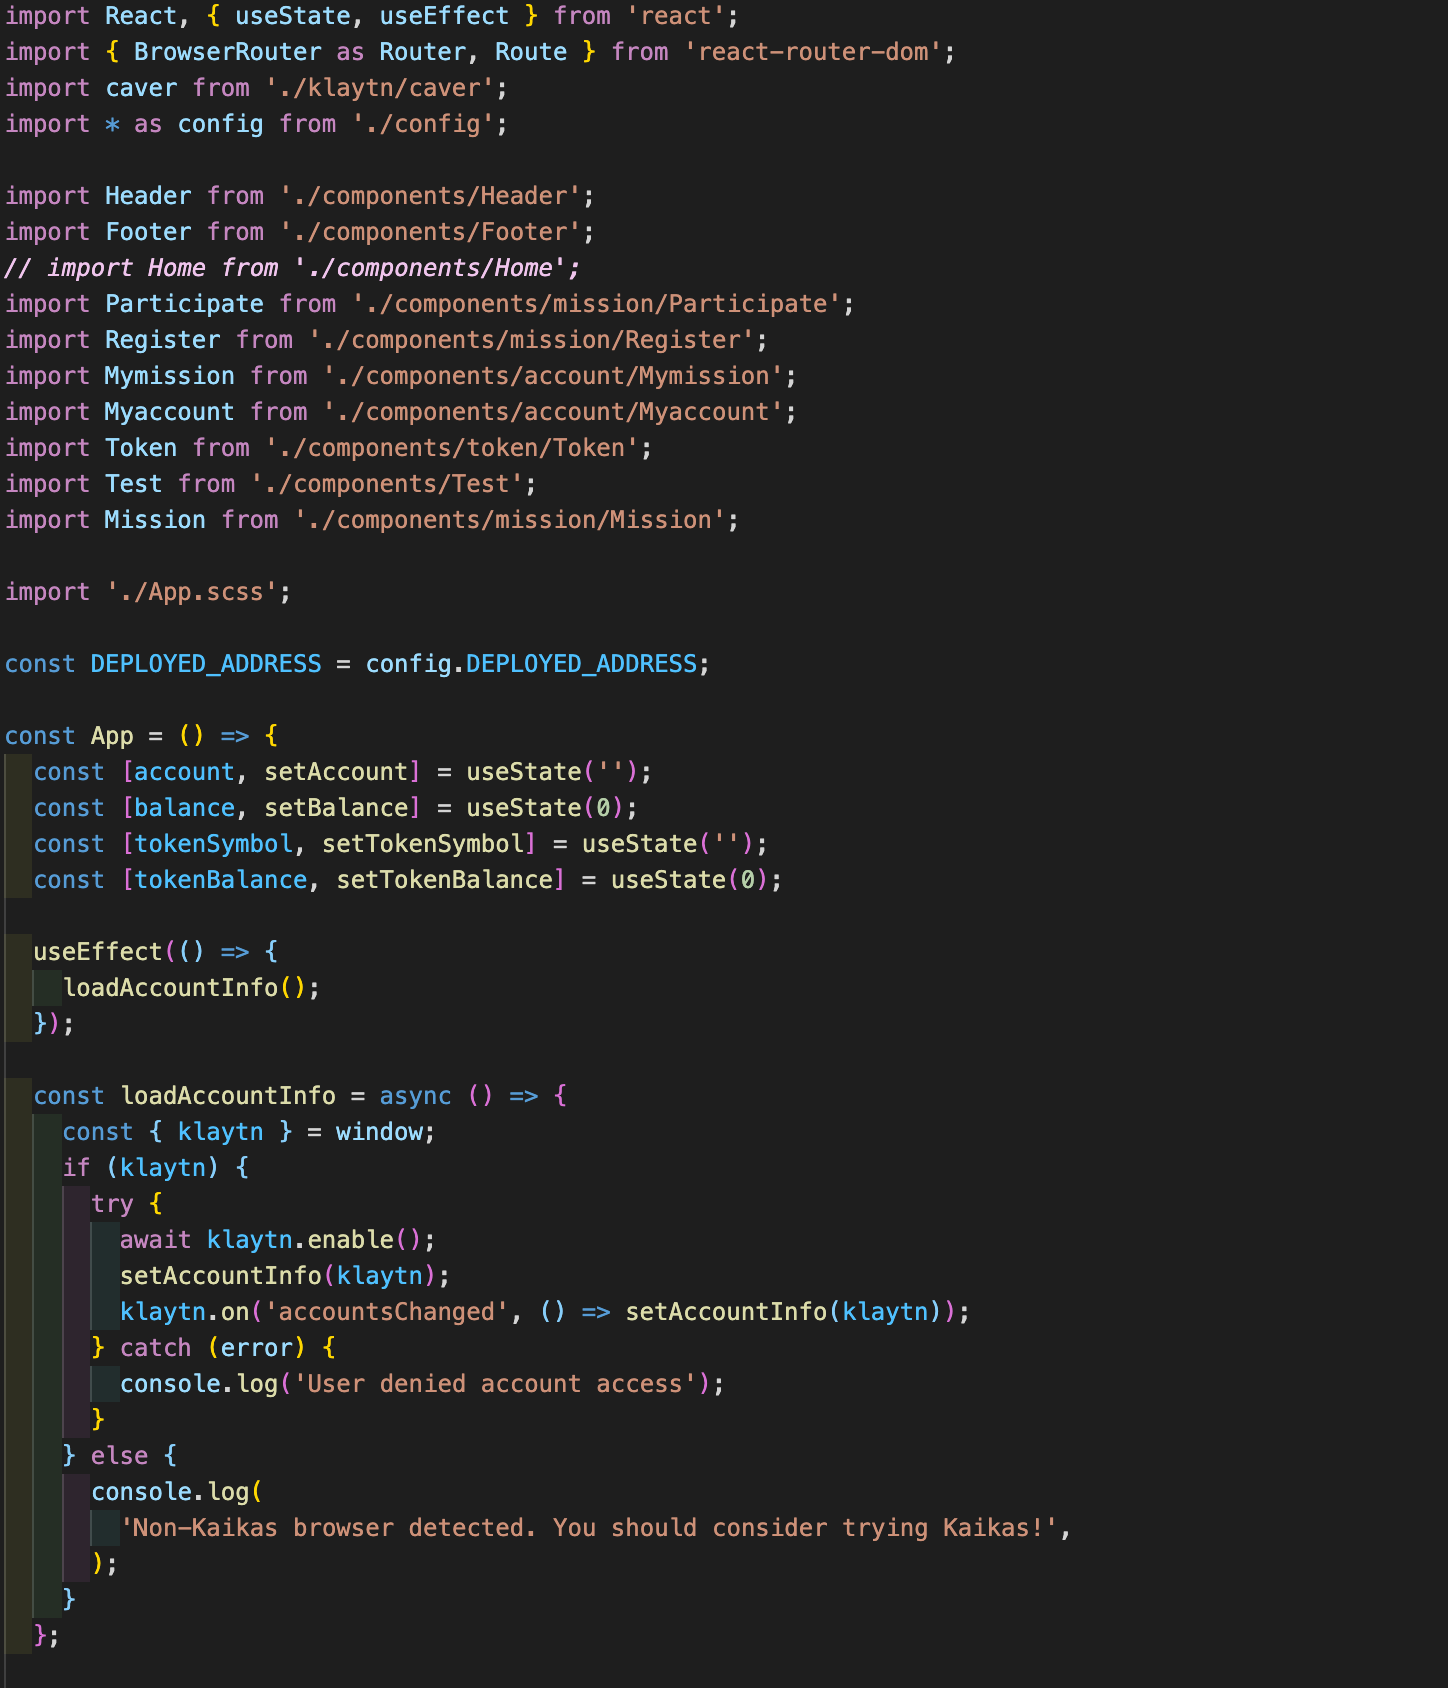 import React, { useState, useEffect } from 'react';
import { BrowserRouter as Router, Route } from 'react-router-dom';
import caver from './klaytn/caver';
import * as config from './config';

import Header from './components/Header';
import Footer from './components/Footer';
// import Home from './components/Home';
import Participate from './components/mission/Participate';
import Register from './components/mission/Register';
import Mymission from './components/account/Mymission';
import Myaccount from './components/account/Myaccount';
import Token from './components/token/Token';
import Test from './components/Test';
import Mission from './components/mission/Mission';

import './App.scss';

const DEPLOYED_ADDRESS = config.DEPLOYED_ADDRESS;

const App = () => {
  const [account, setAccount] = useState('');
  const [balance, setBalance] = useState(0);
  const [tokenSymbol, setTokenSymbol] = useState('');
  const [tokenBalance, setTokenBalance] = useState(0);

  useEffect(() => {
    loadAccountInfo();
  });

  const loadAccountInfo = async () => {
    const { klaytn } = window;
    if (klaytn) {
      try {
        await klaytn.enable();
        setAccountInfo(klaytn);
        klaytn.on('accountsChanged', () => setAccountInfo(klaytn));
      } catch (error) {
        console.log('User denied account access');
      }
    } else {
      console.log(
        'Non-Kaikas browser detected. You should consider trying Kaikas!',
      );
    }
  };